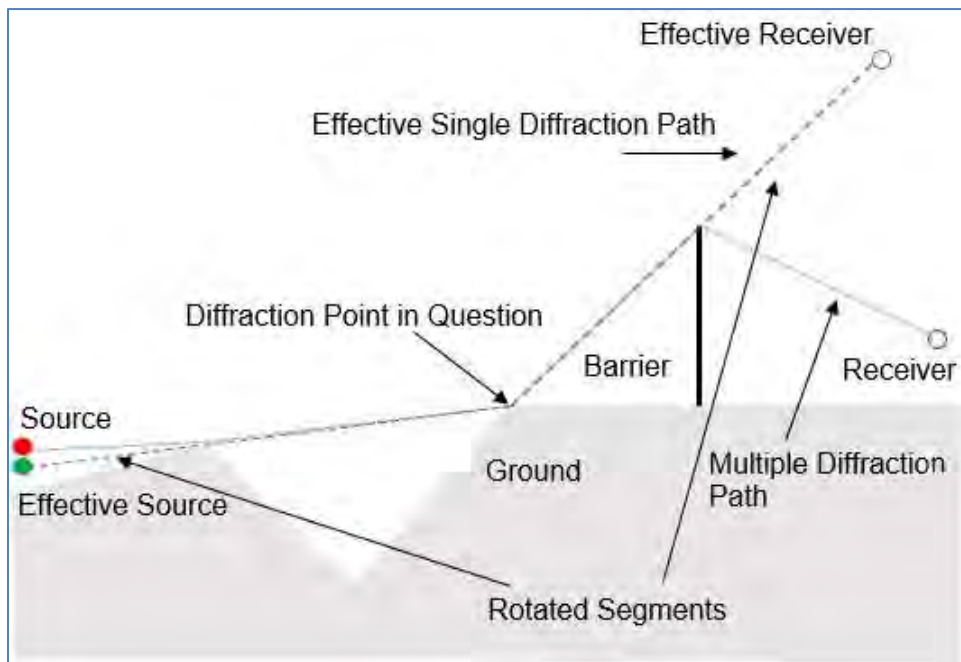 Effective Receiver
Effective Single Diffraction Path
Diffraction Point in Question
Barrier
Receiver
Source
Ground
Multiple Diffraction
Path
Effective Source
Rotated Segments